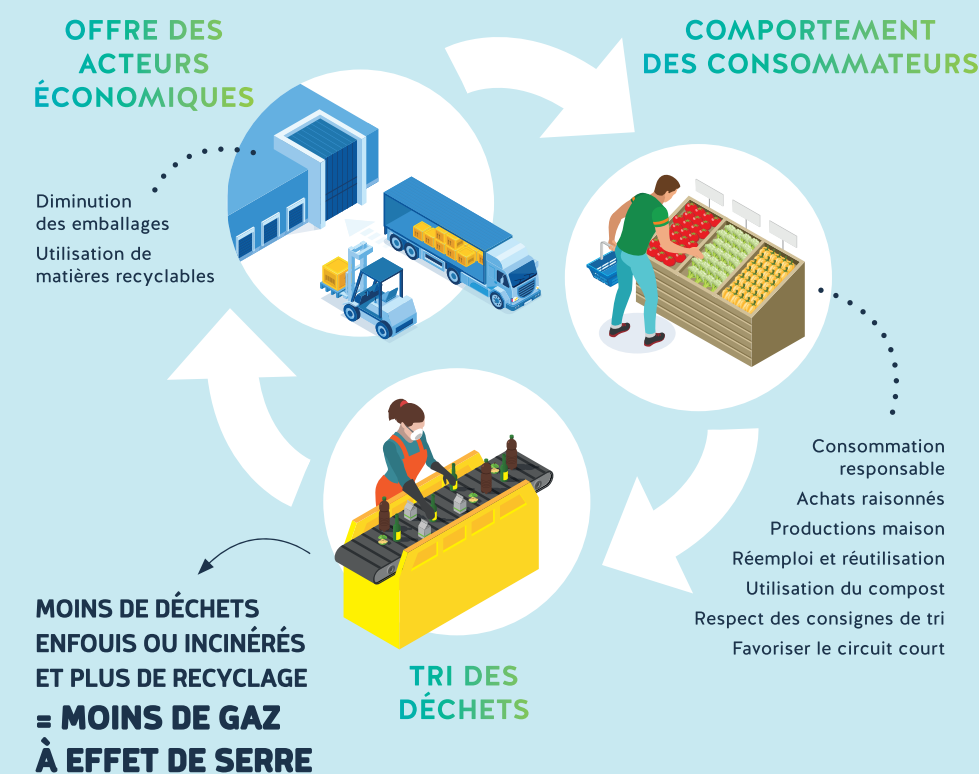 OFFRE DES
ACTEURS
ÉCONOMIQUES
Diminution
des emballages
Utilisation de
matières recyclables
COMPORTEMENT
DES CONSOMMATEURS
Consommation
responsable
Achats raisonnés
Productions maison
Réemploi et réutilisation
Utilisation du compost
Respect des consignes de tri
Favoriser le circuit court
TRI DES
DÉCHETS
MOINS DE DÉCHETS
ENFOUIS OU INCINÉRÉS
ET PLUS DE RECYCLAGE
= MOINS DE GAZ
À EFFET DE SERRE